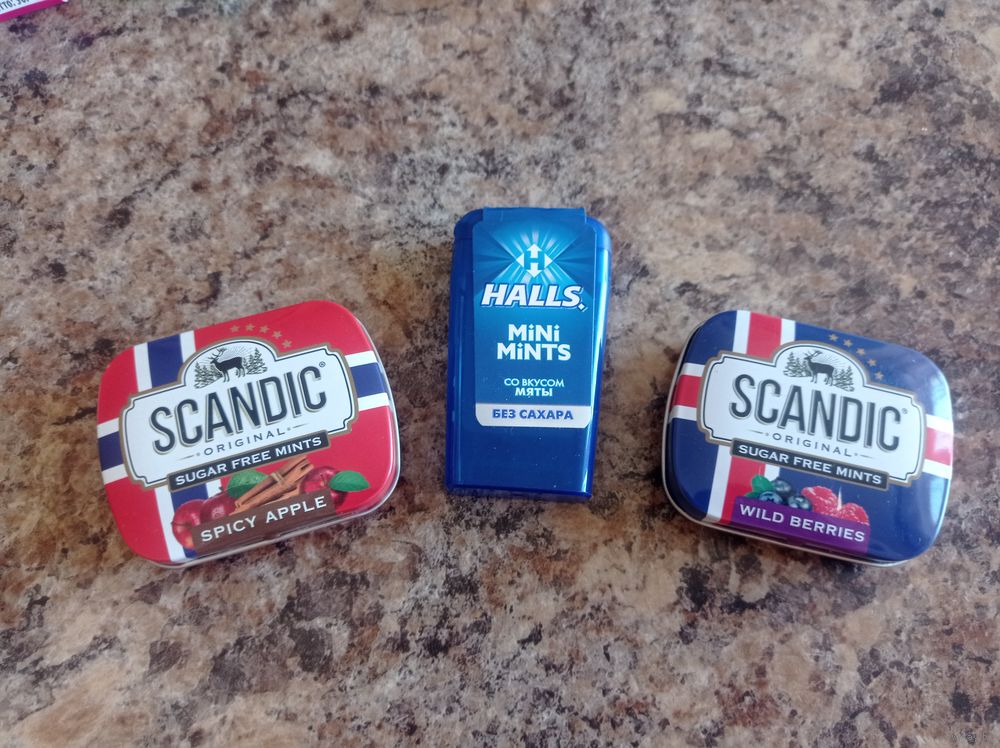 SCANDIC®
ORIGINAL
SUGAR FREE MINTS
SPICY APPLE
H
HALLS
MiNi
MiNTS
СО ВКУСОМ
МЯТЫ
БЕЗ САХАРА
SCANDIC®
ORIGINAL
SUGAR FREE MINTS
WILD BERRIES